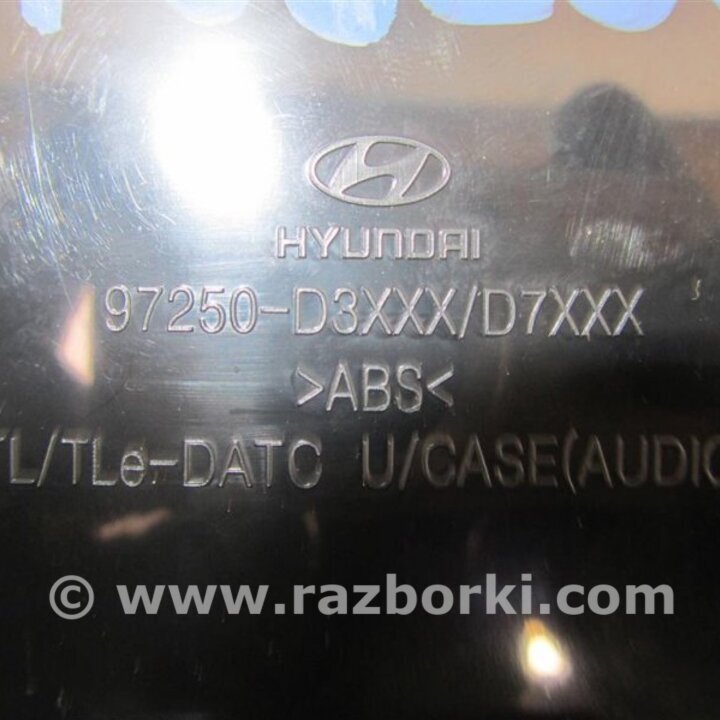 HYUNDAI
97250-D3XXX/D7XXX
>ABS<
TL/TLe-DATC U/CASE(AUDIO
© www.razborki.com